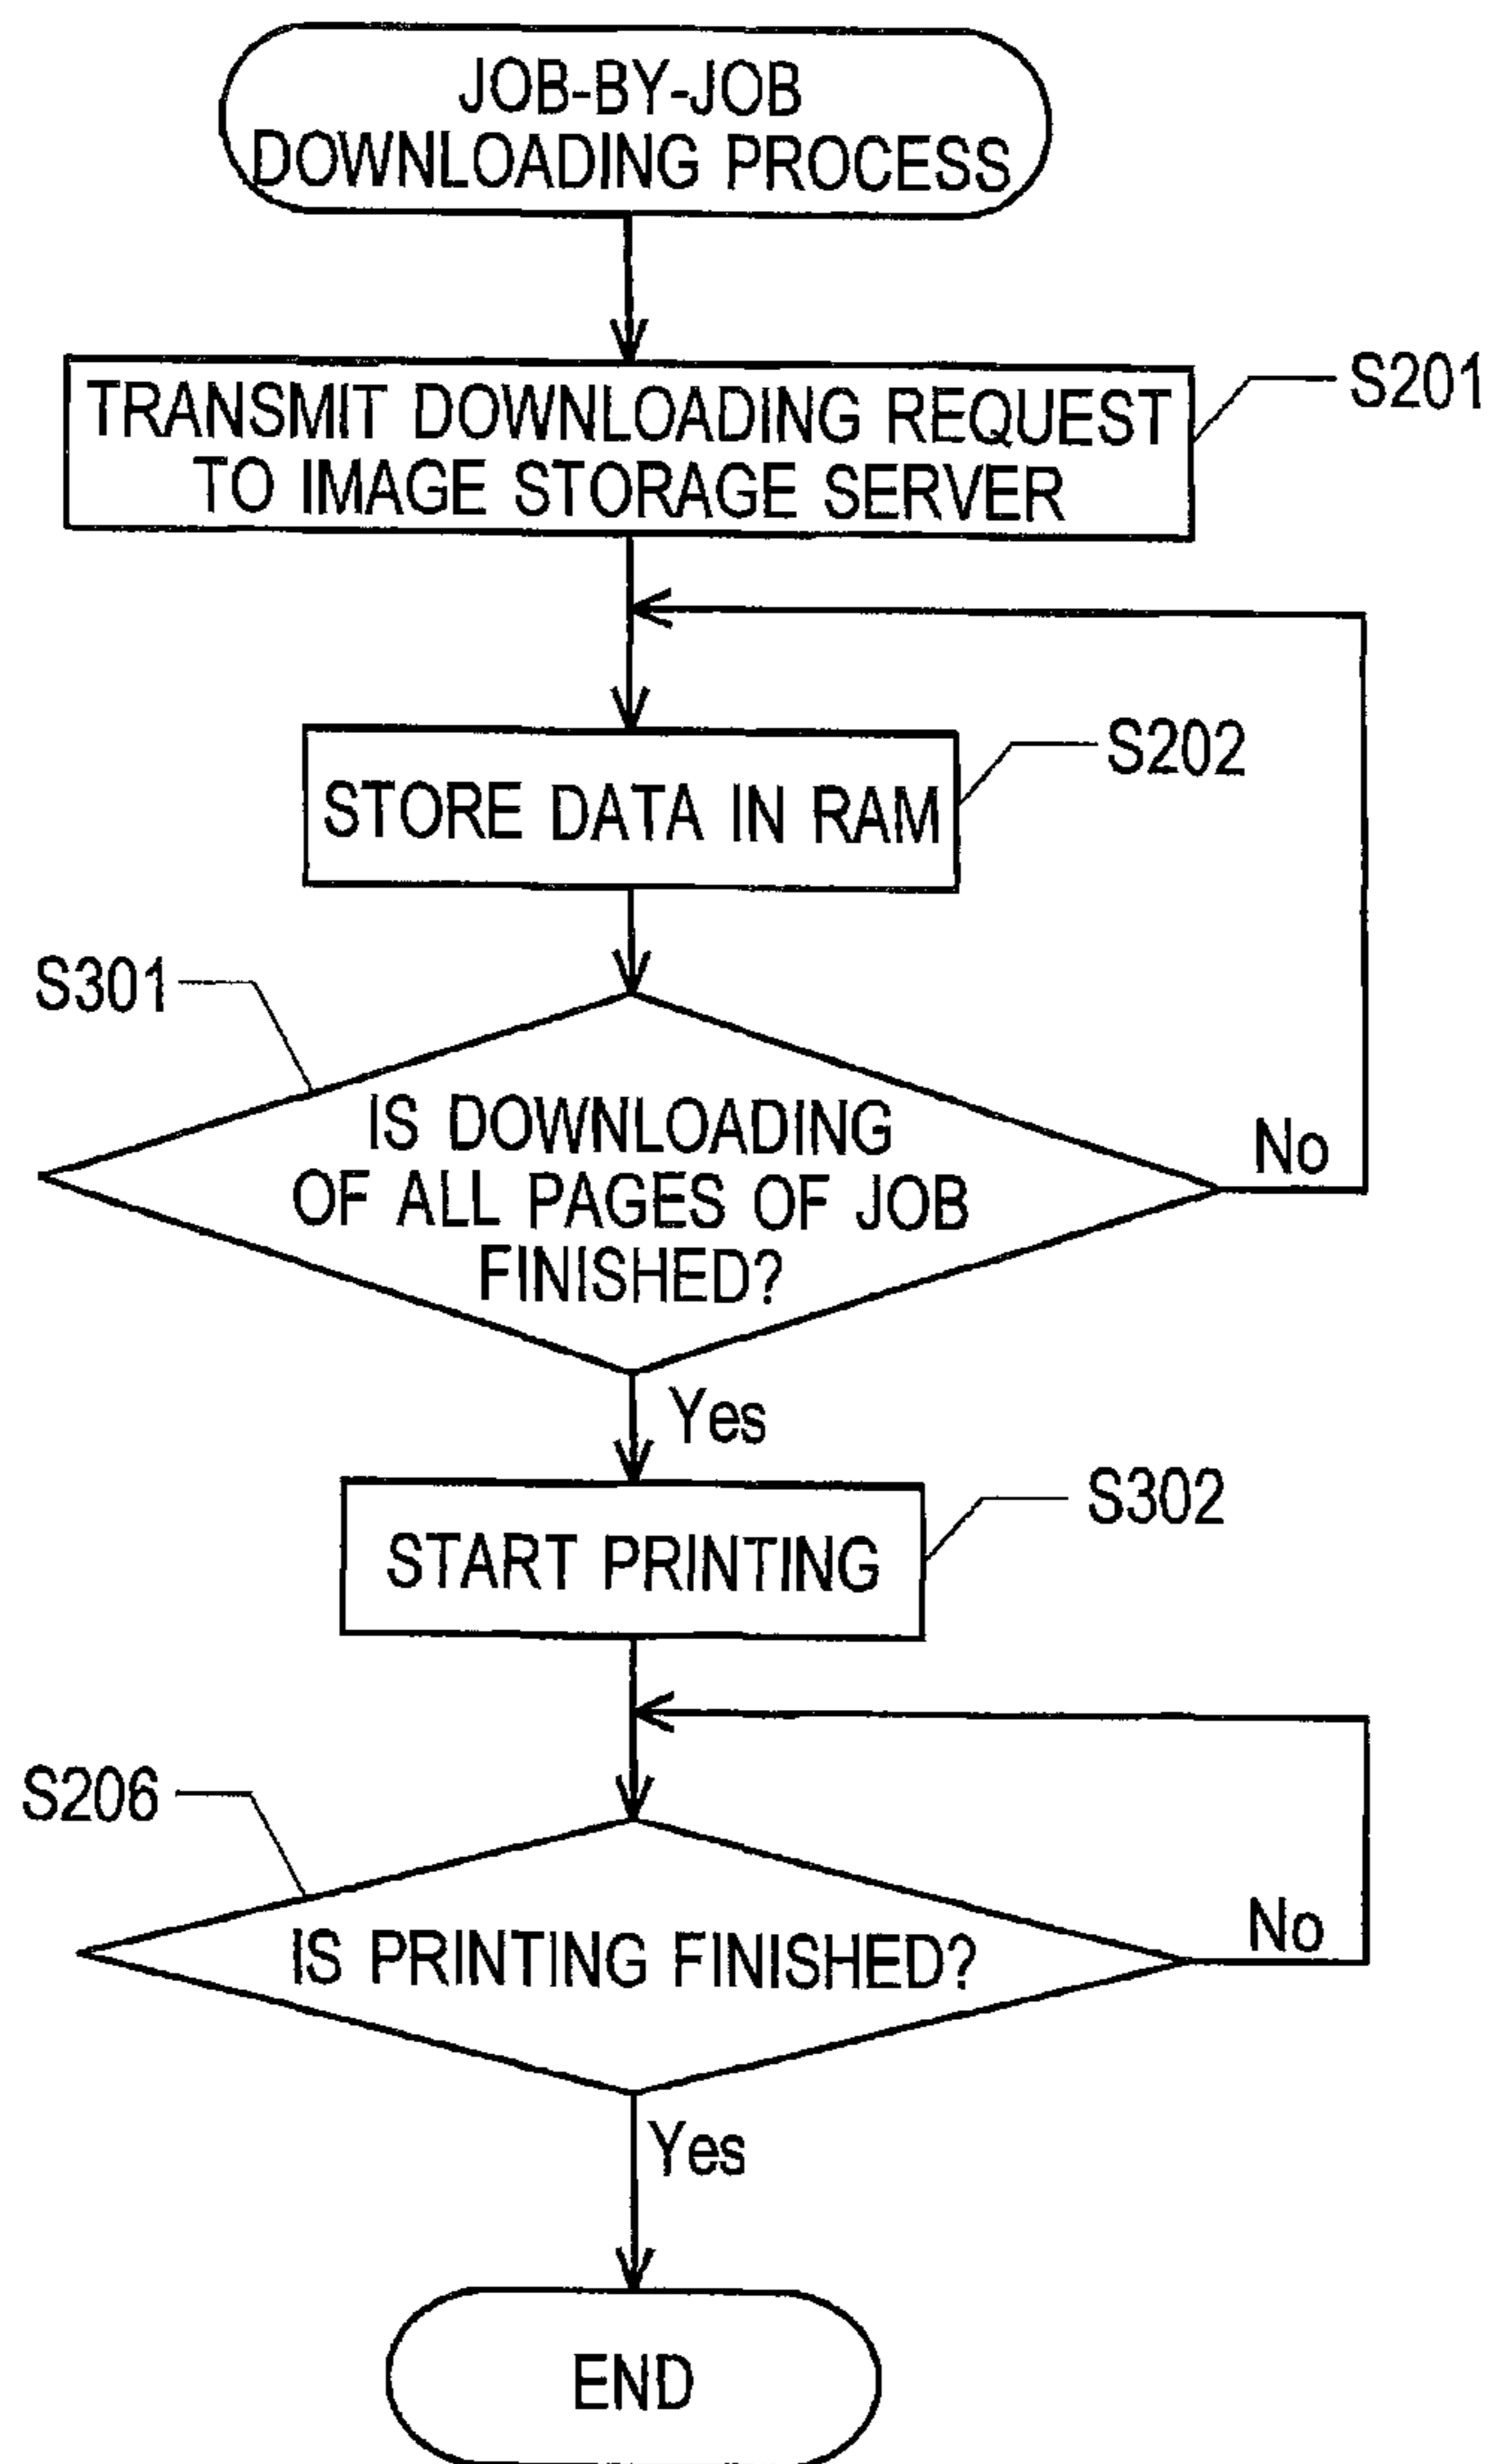 JOB-BY-JOB
DOWNLOADING PROCESS
TRANSMIT DOWNLOADING REQUEST
TO IMAGE STORAGE SERVER
S201
STORE DATA IN RAM
S202
S301
IS DOWNLOADING
OF ALL PAGES OF JOB
FINISHED?
No
Yes
START PRINTING
S302
S206
IS PRINTING FINISHED?
No
Yes
END